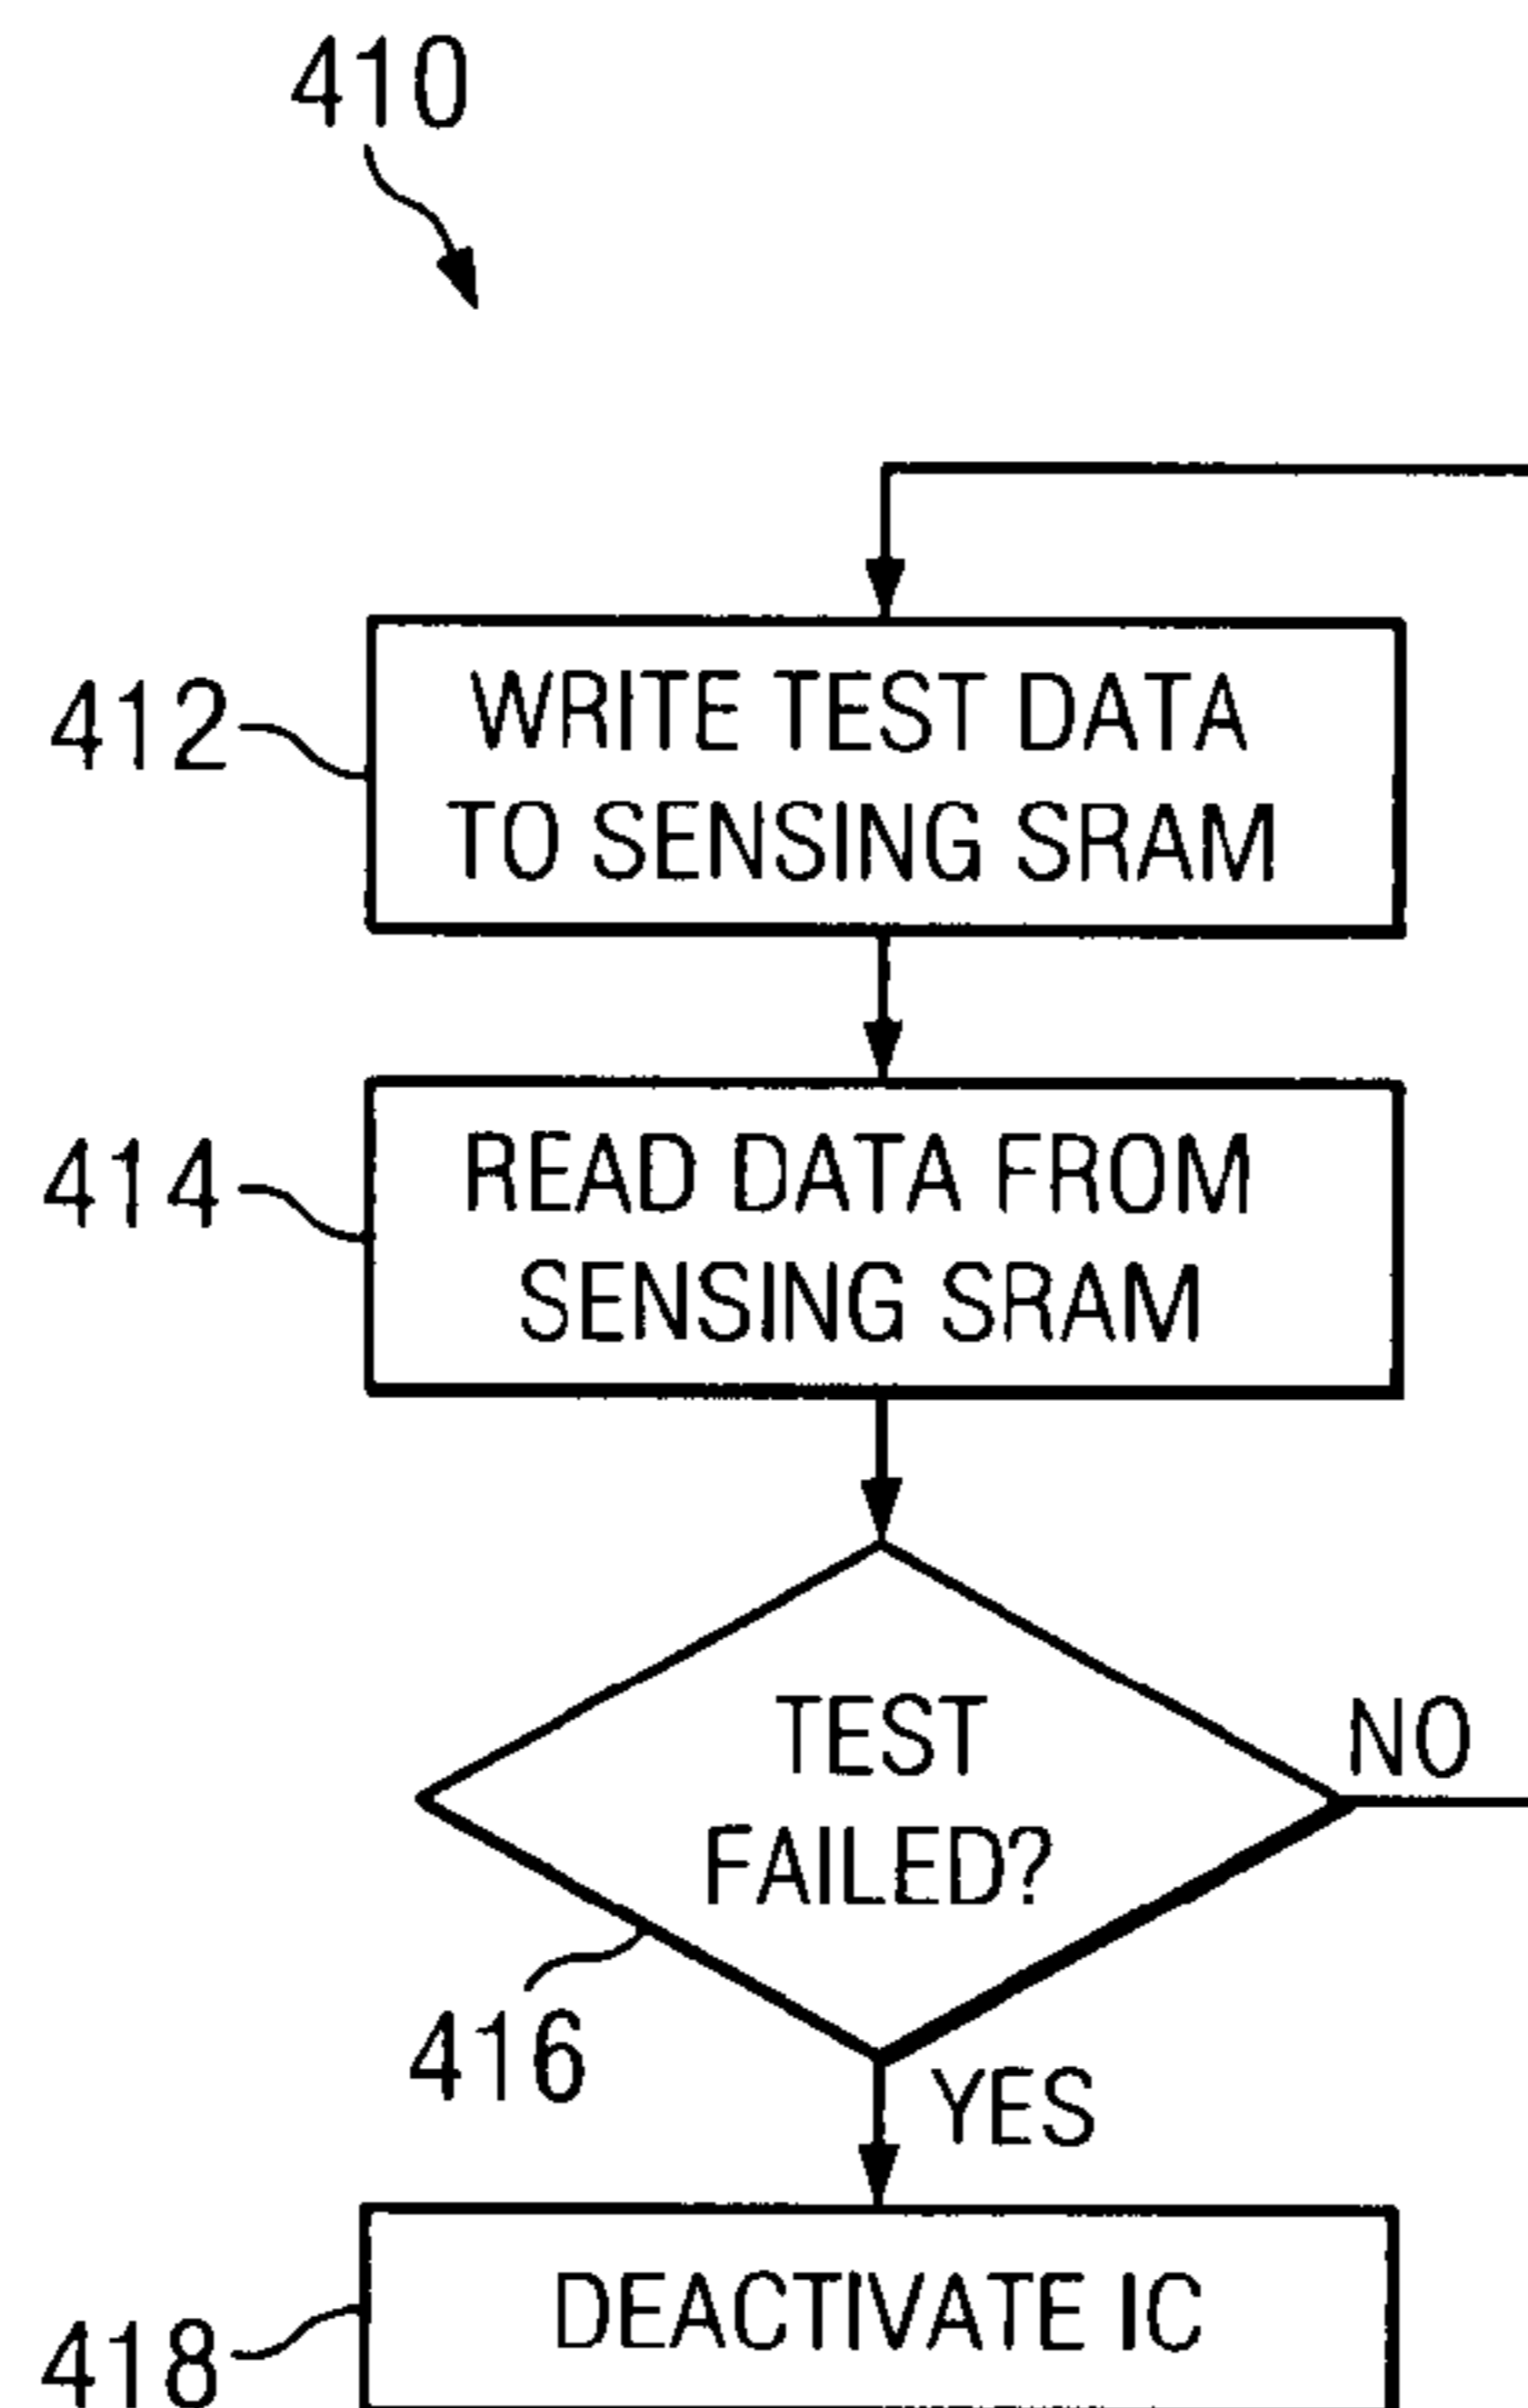 410
412
WRITE TEST DATA
TO SENSING SRAM
414
READ DATA FROM
SENSING SRAM
TEST
FAILED?
NO
416
YES
DEACTIVATE IC
418